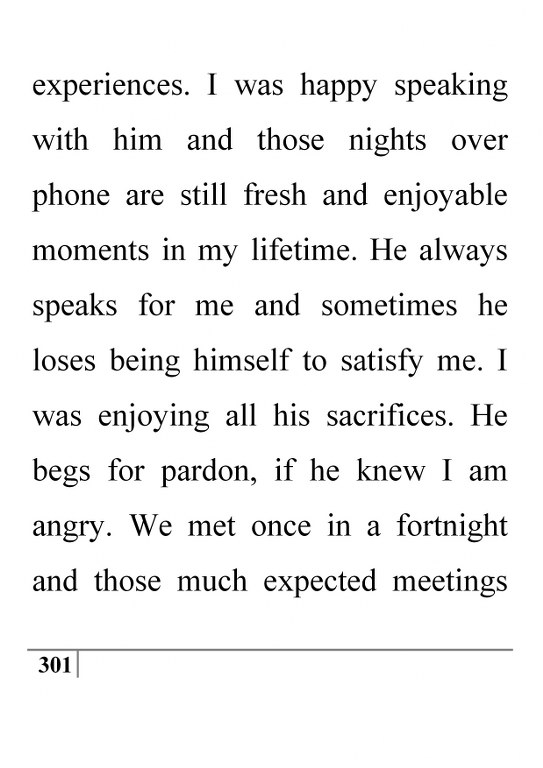 experiences. I was happy speaking
with him and those nights over
phone are still fresh and enjoyable
moments in my lifetime. He always
speaks for me and sometimes he
loses being himself to satisfy me. I
was enjoying all his sacrifices. He
begs for pardon, if he knew I am
angry. We met once in a fortnight
and those much expected meetings
301